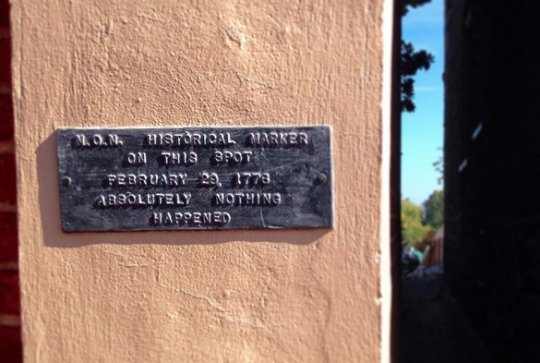 N.O.N. HISTORICAL MARKER
ON THIS SPOT
FEBRUARY 29, 1776
ABSOLUTELY NOTHING
HAPPENED